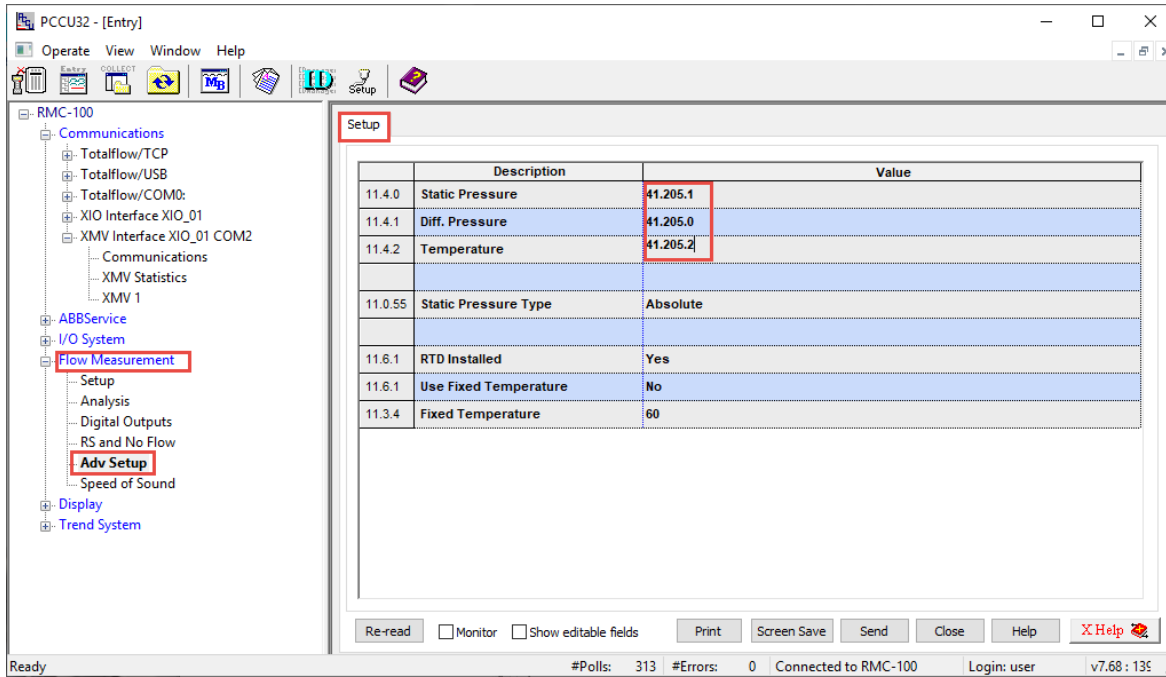 PCCU32 - [Entry]
Operate View Window Help
Entry COLLECT MB ID Setup
RMC-100
Communications
Totalflow/TCP
Totalflow/USB
Totalflow/COM0:
XIO Interface XIO_01
XMV Interface XIO_01 COM2
Communications
XMV Statistics
XMV 1
ABBService
I/O System
Flow Measurement
Setup
Analysis
Digital Outputs
RS and No Flow
Adv Setup
Speed of Sound
Display
Trend System
Setup
Description Value
11.4.0 Static Pressure 41.205.1
11.4.1 Diff. Pressure 41.205.0
11.4.2 Temperature 41.205.2
11.0.55 Static Pressure Type Absolute
11.6.1 RTD Installed Yes
11.6.1 Use Fixed Temperature No
11.3.4 Fixed Temperature 60
Re-read Monitor Show editable fields Print Screen Save Send Close Help X Help
Ready #Polls: 313 #Errors: 0 Connected to RMC-100 Login: user v7.68 : 139